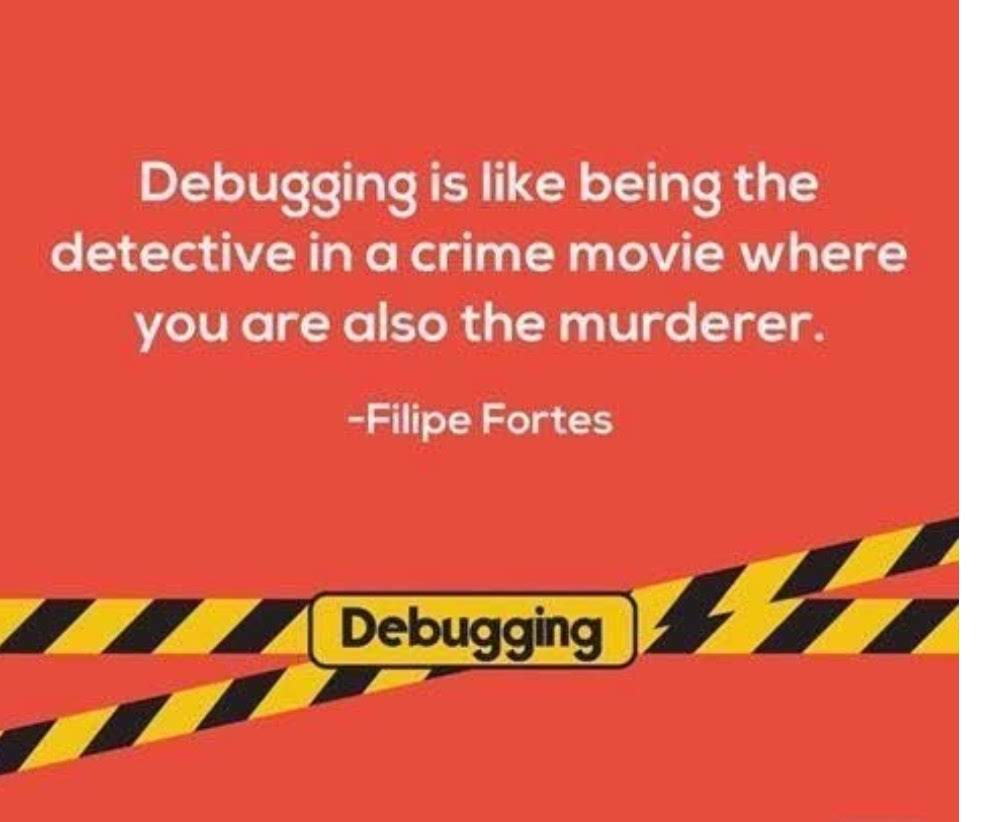 Debugging is like being the
detective in a crime movie where
you are also the murderer.
-Filipe Fortes
Debugging